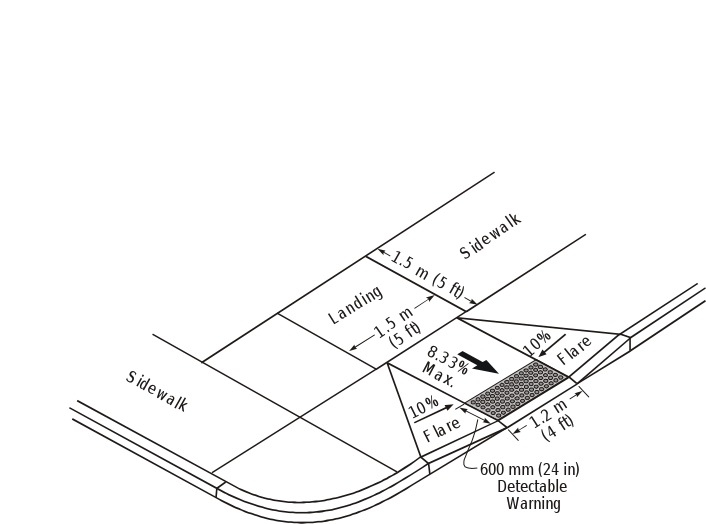 Sidewalk
1.5 m (5 ft)
Landing
1.5 m
(5 ft)
10%
Flare
8.33%
Max.
Sidewalk
10%
Flare
1.2 m
(4 ft)
600 mm (24 in)
Detectable
Warning